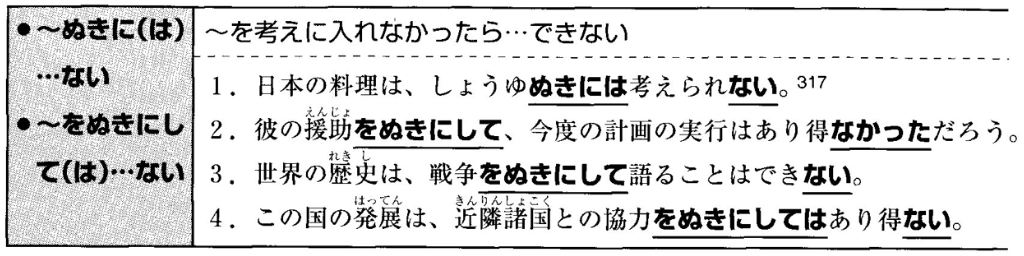 ●～ぬきに(は)
…ない
●～をぬきにし
て(は)…ない
～を考えに入れなかったら…できない
1．日本の料理は、しょうゆぬきには考えられない。317
2．彼の援助をぬきにして、今度の計画の実行はあり得なかっただろう。
えんじょ
3．世界の歴史は、戦争をぬきにして語ることはできない。
れきし
4．この国の発展は、近隣諸国との協力をぬきにしてはあり得ない。
はってん きんりんしょこく